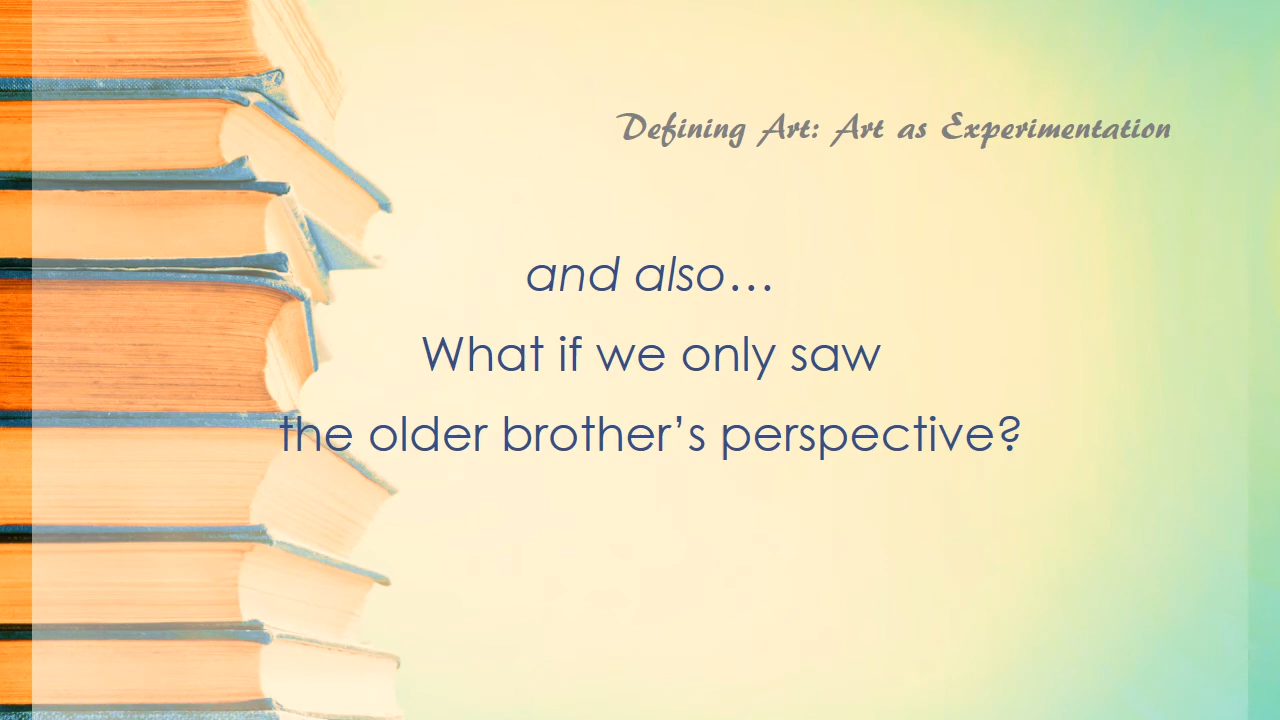 Defining Art: Art as Experimentation
and also…
What if we only saw
the older brother’s perspective?